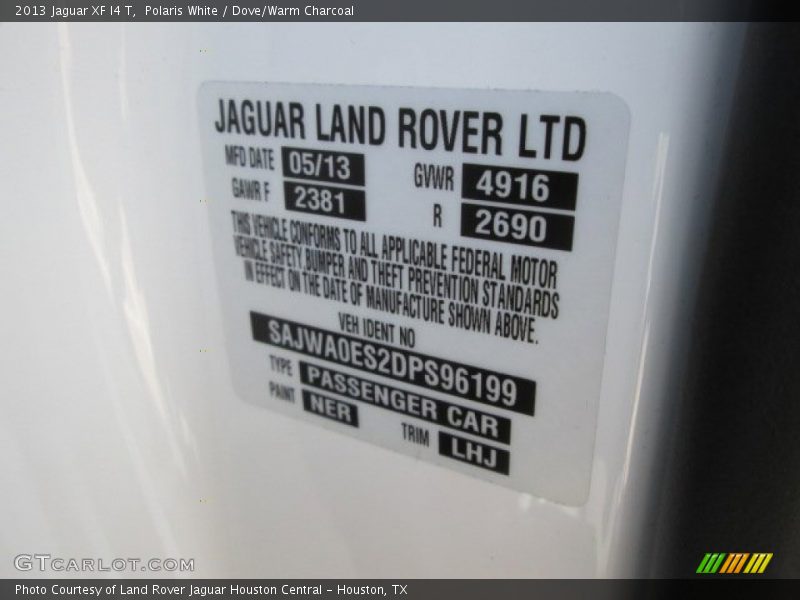 2013 Jaguar XF I4 T,  Polaris White / Dove/Warm Charcoal
JAGUAR LAND ROVER LTD
MFD DATE 05/13 GVWR 4916
GAWR F 2381 R 2690
THIS VEHICLE CONFORMS TO ALL APPLICABLE FEDERAL MOTOR
VEHICLE SAFETY, BUMPER AND THEFT PREVENTION STANDARDS
IN EFFECT ON THE DATE OF MANUFACTURE SHOWN ABOVE.
VEH IDENT NO
SAJWA0ES2DPS96199
TYPE PASSENGER CAR
PAINT NER TRIM LHJ
GTCARLOT.COM
Photo Courtesy of Land Rover Jaguar Houston Central – Houston, TX